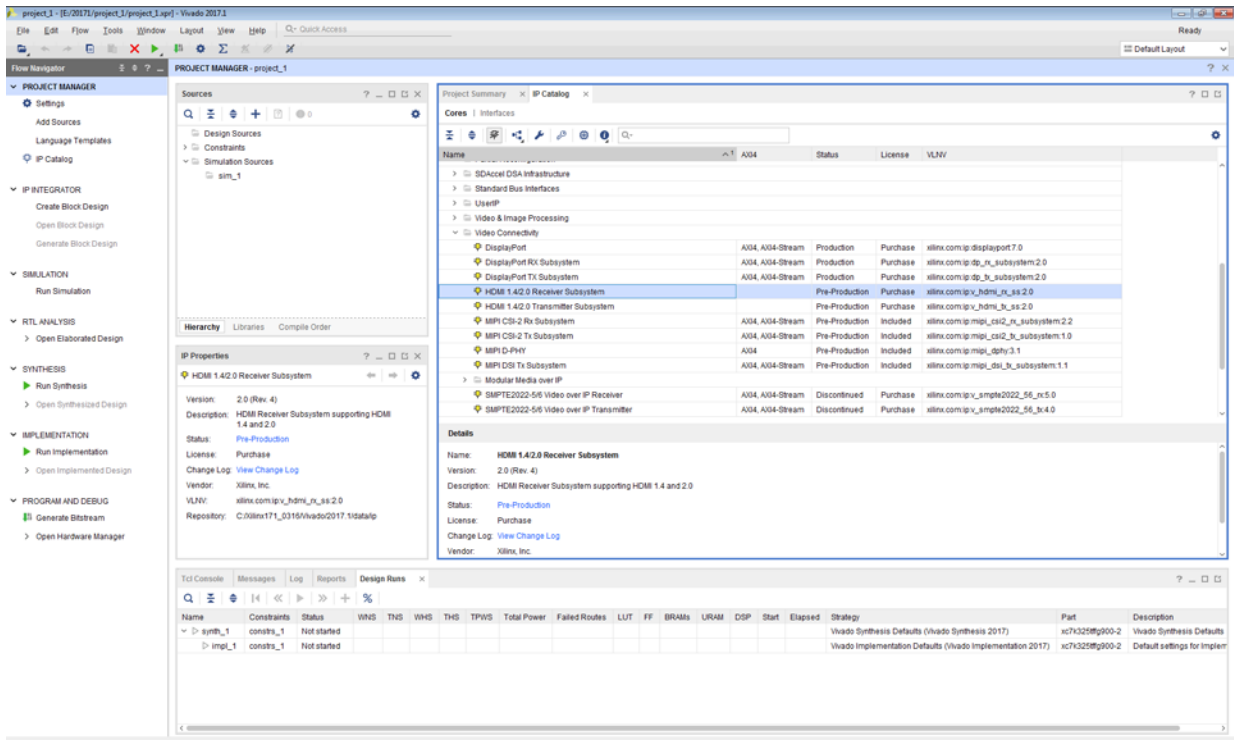 project_1 - [E:/20171/project_1/project_1.xpr] - Vivado 2017.1
File Edit Flow Tools Window Layout View Help Quick Access
Ready
Default Layout
Flow Navigator
PROJECT MANAGER - project_1
PROJECT MANAGER
Settings
Add Sources
Language Templates
IP Catalog
IP INTEGRATOR
Create Block Design
Open Block Design
Generate Block Design
SIMULATION
Run Simulation
RTL ANALYSIS
Open Elaborated Design
SYNTHESIS
Run Synthesis
Open Synthesized Design
IMPLEMENTATION
Run Implementation
Open Implemented Design
PROGRAM AND DEBUG
Generate Bitstream
Open Hardware Manager
Sources
0
Design Sources
Constraints
Simulation Sources
sim_1
Hierarchy Libraries Compile Order
IP Properties
HDMI 1.4/2.0 Receiver Subsystem
Version: 2.0 (Rev. 4)
Description: HDMI Receiver Subsystem supporting HDMI
1.4 and 2.0
Status: Pre-Production
License: Purchase
Change Log: View Change Log
Vendor: Xilinx, Inc.
VLNV: xilinx.com:ip:v_hdmi_rx_ss:2.0
Repository: C:/Xilinx171_0316/Vivado/2017.1/data/ip
Project Summary IP Catalog
Cores Interfaces
Name 1 AXI4 Status License VLNV
SDAccel DSA Infrastructure
Standard Bus Interfaces
UserIP
Video & Image Processing
Video Connectivity
DisplayPort AXI4, AXI4-Stream Production Purchase xilinx.com:ip:displayport:7.0
DisplayPort RX Subsystem AXI4, AXI4-Stream Production Purchase xilinx.com:ip:dp_rx_subsystem:2.0
DisplayPort TX Subsystem AXI4, AXI4-Stream Production Purchase xilinx.com:ip:dp_tx_subsystem:2.0
HDMI 1.4/2.0 Receiver Subsystem Pre-Production Purchase xilinx.com:ip:v_hdmi_rx_ss:2.0
HDMI 1.4/2.0 Transmitter Subsystem Pre-Production Purchase xilinx.com:ip:v_hdmi_tx_ss:2.0
MIPI CSI-2 Rx Subsystem AXI4, AXI4-Stream Pre-Production Included xilinx.com:ip:mipi_csi2_rx_subsystem:2.2
MIPI CSI-2 Tx Subsystem AXI4, AXI4-Stream Pre-Production Included xilinx.com:ip:mipi_csi2_tx_subsystem:1.0
MIPI D-PHY AXI4 Pre-Production Included xilinx.com:ip:mipi_dphy:3.1
MIPI DSI Tx Subsystem AXI4, AXI4-Stream Pre-Production Included xilinx.com:ip:mipi_dsi_tx_subsystem:1.1
Modular Media over IP
SMPTE2022-5/6 Video over IP Receiver AXI4, AXI4-Stream Discontinued Purchase xilinx.com:ip:v_smpte2022_56_rx:5.0
SMPTE2022-5/6 Video over IP Transmitter AXI4, AXI4-Stream Discontinued Purchase xilinx.com:ip:v_smpte2022_56_tx:4.0
Details
Name: HDMI 1.4/2.0 Receiver Subsystem
Version: 2.0 (Rev. 4)
Description: HDMI Receiver Subsystem supporting HDMI 1.4 and 2.0
Status: Pre-Production
License: Purchase
Change Log: View Change Log
Vendor: Xilinx, Inc.
Tcl Console Messages Log Reports Design Runs
Name Constraints Status WNS TNS WHS THS TPWS Total Power Failed Routes LUT FF BRAMs URAM DSP Start Elapsed Strategy Part Description
synth_1 constrs_1 Not started Vivado Synthesis Defaults (Vivado Synthesis 2017) xc7k325tffg900-2 Vivado Synthesis Defaults
impl_1 constrs_1 Not started Vivado Implementation Defaults (Vivado Implementation 2017) xc7k325tffg900-2 Default settings for Implem